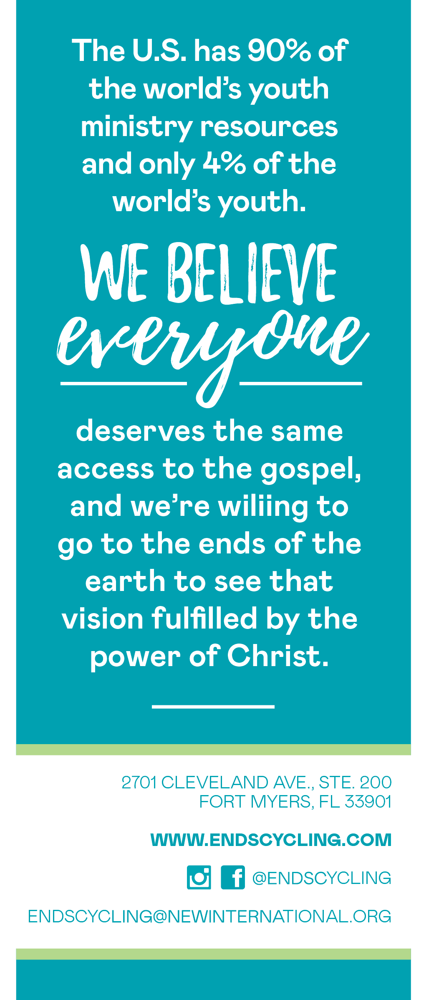 The U.S. has 90% of
the world’s youth
ministry resources
and only 4% of the
world’s youth.
WE BELIEVE
everyone
deserves the same
access to the gospel,
and we’re wiliing to
go to the ends of the
earth to see that
vision fulfilled by the
power of Christ.
2701 CLEVELAND AVE., STE. 200
FORT MYERS, FL 33901
WWW.ENDSCYCLING.COM
@ENDSCYCLING
ENDSCYCLING@NEWINTERNATIONAL.ORG